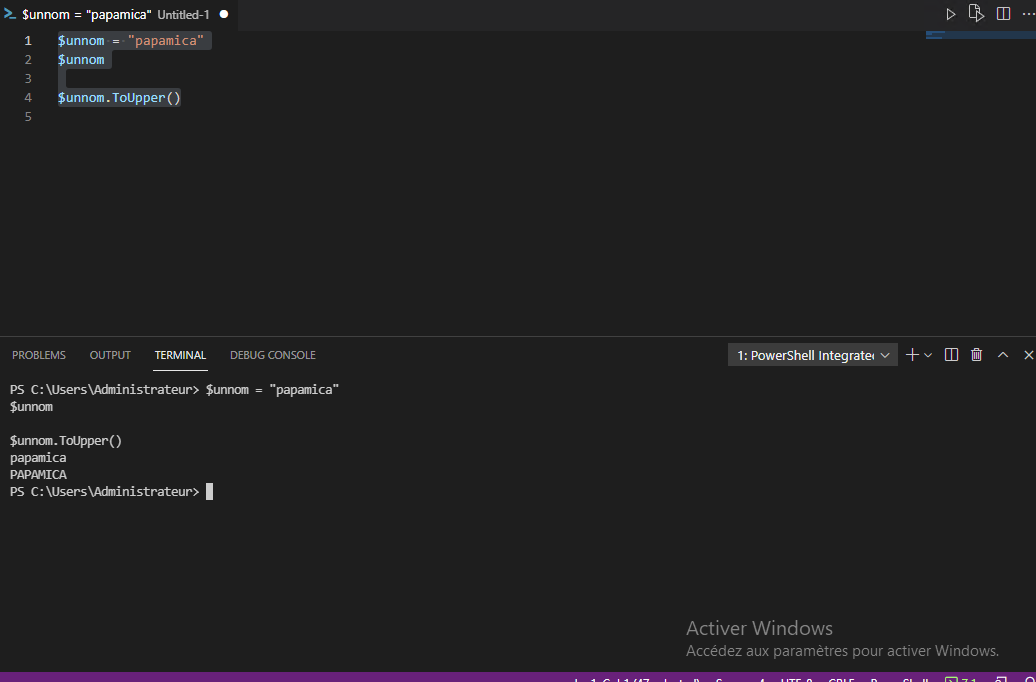 $unnom = "papamica" Untitled-1
1 $unnom = "papamica"
2 $unnom
3
4 $unnom.ToUpper()
5
PROBLEMS OUTPUT TERMINAL DEBUG CONSOLE 1: PowerShell Integrated
PS C:\Users\Administrateur> $unnom = "papamica"
$unnom
$unnom.ToUpper()
papamica
PAPAMICA
PS C:\Users\Administrateur>
Activer Windows
Accédez aux paramètres pour activer Windows.